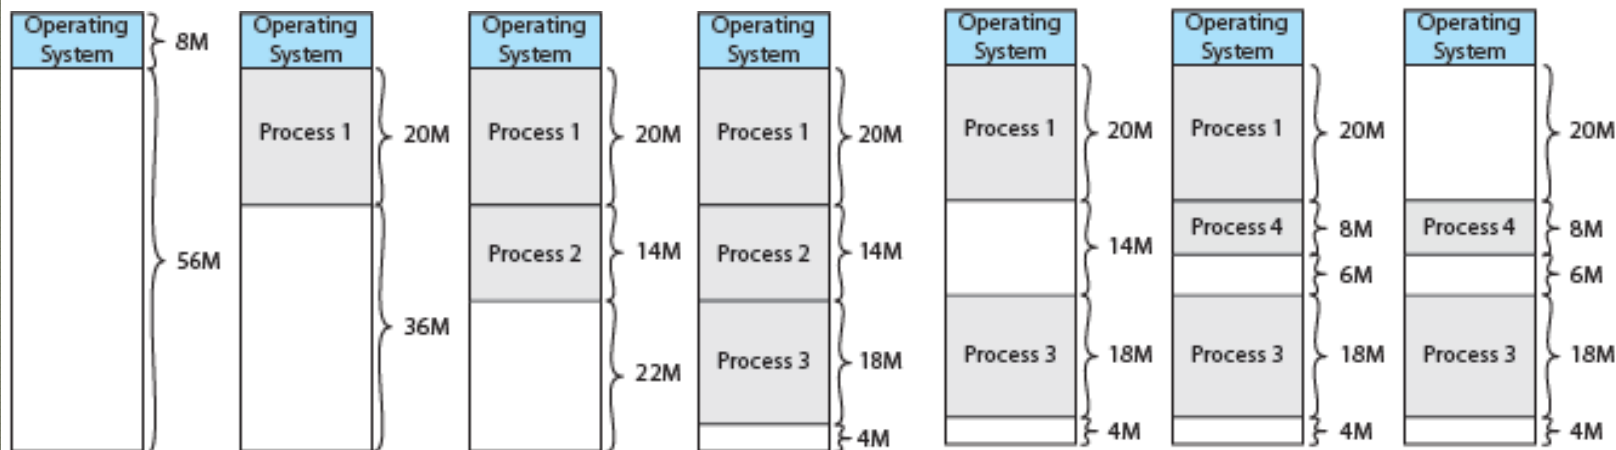 Operating
System
8M
56M
Operating
System
Process 1
20M
36M
Operating
System
Process 1
20M
Process 2
14M
22M
Operating
System
Process 1
20M
Process 2
14M
Process 3
18M
4M
Operating
System
Process 1
20M
14M
Process 3
18M
4M
Operating
System
Process 1
20M
Process 4
8M
6M
Process 3
18M
4M
Operating
System
20M
Process 4
8M
6M
Process 3
18M
4M